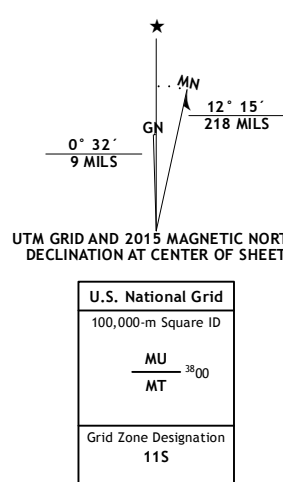 MN
12° 15´
218 MILS
GN
0° 32´
9 MILS
UTM GRID AND 2015 MAGNETIC NORT
DECLINATION AT CENTER OF SHEET
U.S. National Grid
100,000-m Square ID
MU
3800
MT
Grid Zone Designation
11S